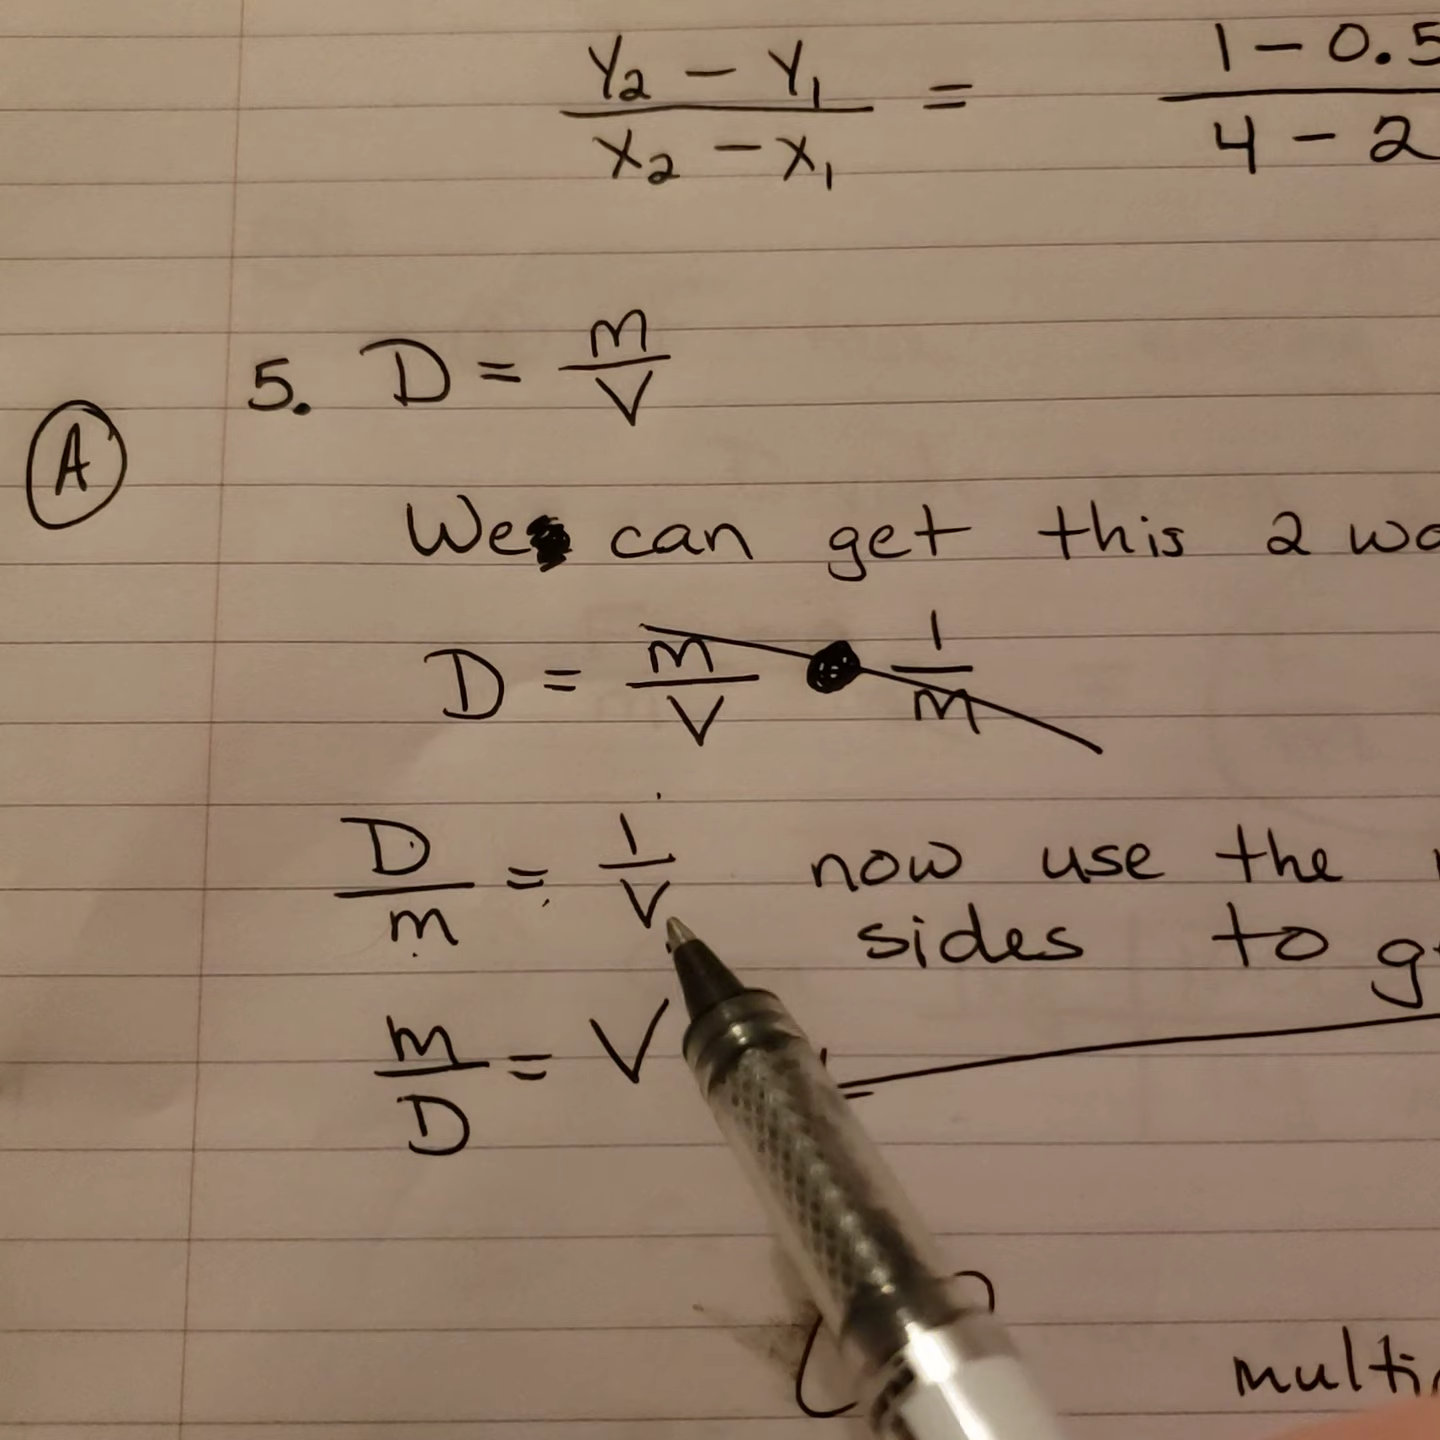 Y₂ - Y₁ / X₂ - X₁ = 1 - 0.5 / 4 - 2
5. D = m / V
A
We can get this 2
D = m / V • 1 / m
D / m = 1 / V now use the
sides to
m / D = V